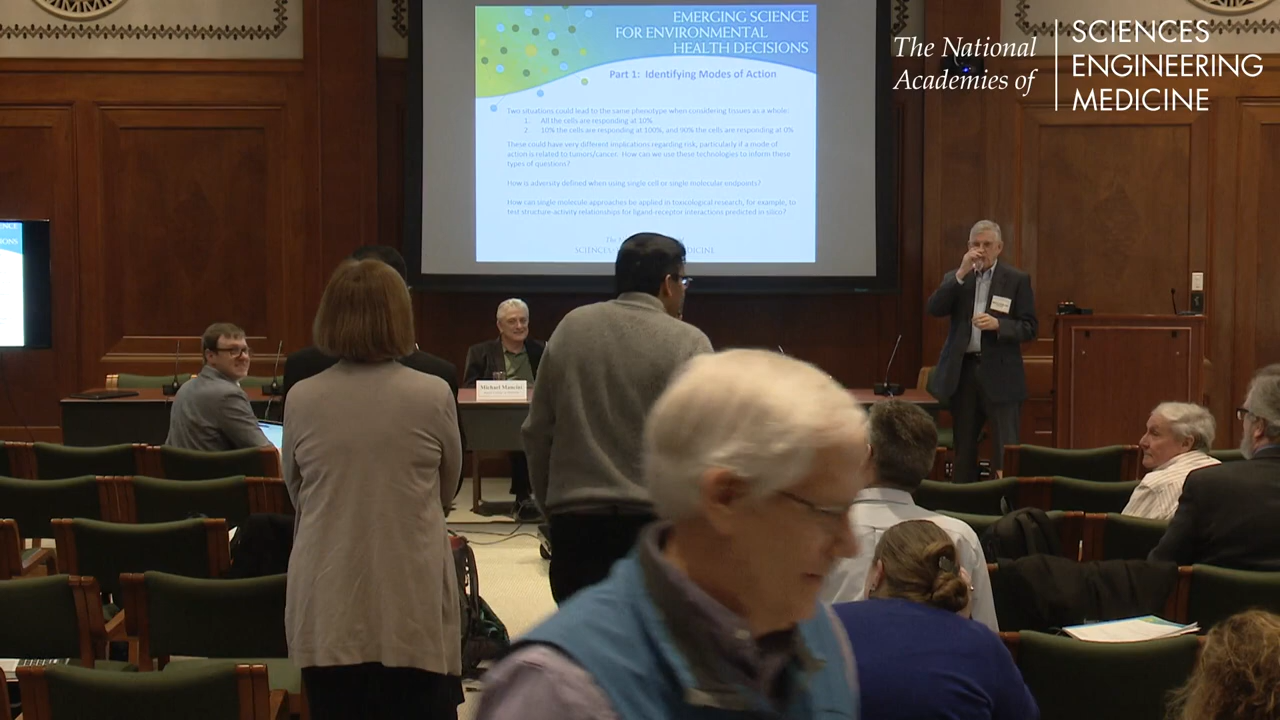 EMERGING SCIENCE
FOR ENVIRONMENTAL
HEALTH DECISIONS
Part 1: Identifying Modes of Action
Two situations could lead to the same phenotype when considering tissues as a whole:
1. All the cells are responding at 10%
2. 10% the cells are responding at 100%, and 90% the cells are responding at 0%
These could have very different implications regarding risk, particularly if a mode of
action is related to tumors/cancer. How can we use these technologies to inform these
types of questions?
How is adversity defined when using single cell or single molecular endpoints?
How can single molecule approaches be applied in toxicological research, for example, to
test structure-activity relationships for ligand-receptor interactions predicted in silico?
SCIENCES
The National
Academies of
SCIENCES
ENGINEERING
MEDICINE
Michael Mancini